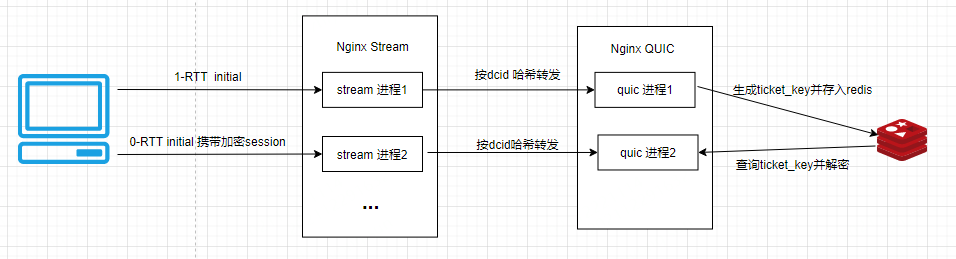 Nginx Stream
Nginx QUIC
1-RTT initial
stream 进程1
按dcid 哈希转发
quic 进程1
生成ticket_key并存入redis
0-RTT initial 携带加密session
stream 进程2
按dcid哈希转发
quic 进程2
查询ticket_key并解密
...